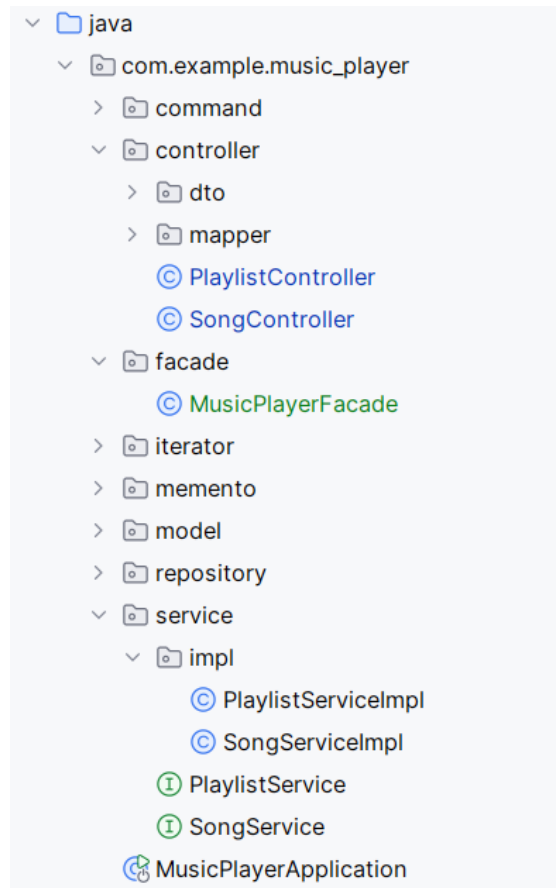 java
com.example.music_player
command
controller
dto
mapper
PlaylistController
SongController
facade
MusicPlayerFacade
iterator
memento
model
repository
service
impl
PlaylistServiceImpl
SongServiceImpl
PlaylistService
SongService
MusicPlayerApplication